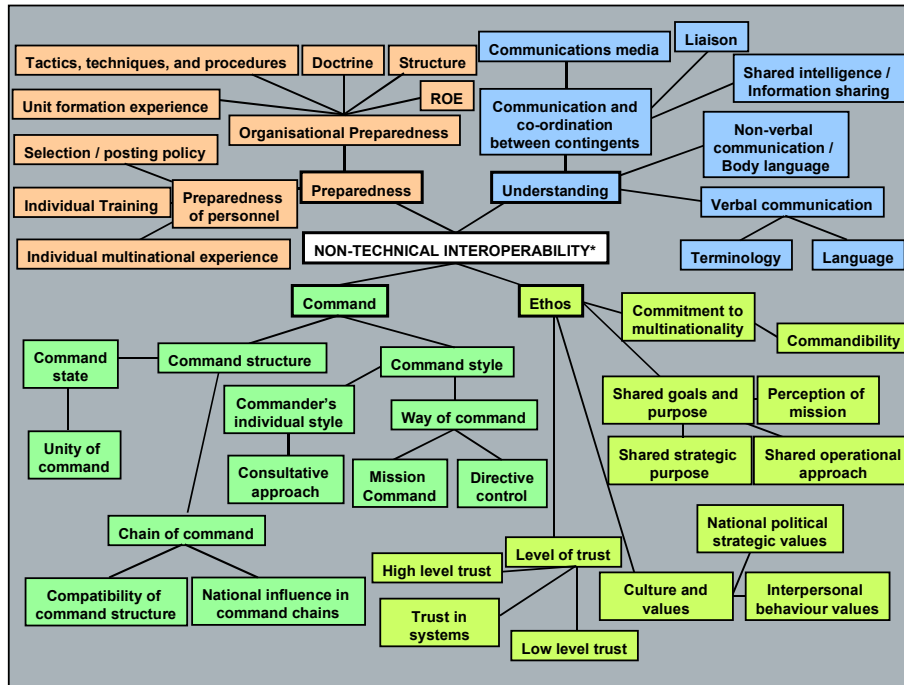 Communications media
Liaison
Tactics, techniques, and procedures
Doctrine
Structure
Shared intelligence /
Information sharing
Unit formation experience
ROE
Communication and
co-ordination
between contingents
Organisational Preparedness
Non-verbal
communication /
Body language
Selection / posting policy
Preparedness
Understanding
Individual Training
Preparedness
of personnel
Verbal communication
Individual multinational experience
NON-TECHNICAL INTEROPERABILITY*
Terminology
Language
Command
Ethos
Commitment to
multinationality
Commandibility
Command
state
Command structure
Command style
Commander's
individual style
Way of command
Shared goals and
purpose
Perception of
mission
Unity of
command
Consultative
approach
Mission
Command
Directive
control
Shared strategic
purpose
Shared operational
approach
Chain of command
National political
strategic values
Level of trust
High level trust
Compatibility of
command structure
National influence in
command chains
Culture and
values
Interpersonal
behaviour values
Trust in
systems
Low level trust